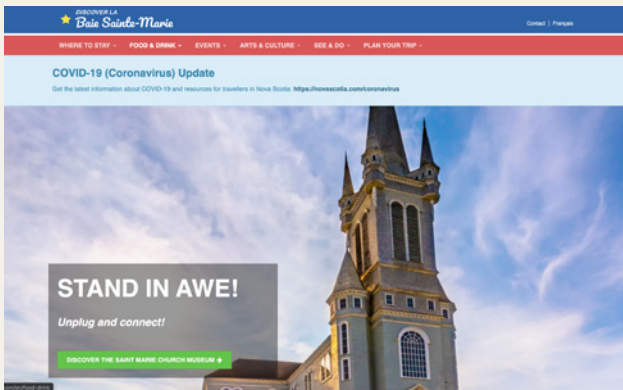 DISCOVER LA
Baie Sainte-Marie
Contact | Français
WHERE TO STAY FOOD & DRINK EVENTS ARTS & CULTURE SEE & DO PLAN YOUR TRIP
COVID-19 (Coronavirus) Update
Get the latest information about COVID-19 and resources for travellers in Nova Scotia: https://novascotia.com/coronavirus
STAND IN AWE!
Unplug and connect!
DISCOVER THE SAINT MARIE CHURCH MUSEUM →